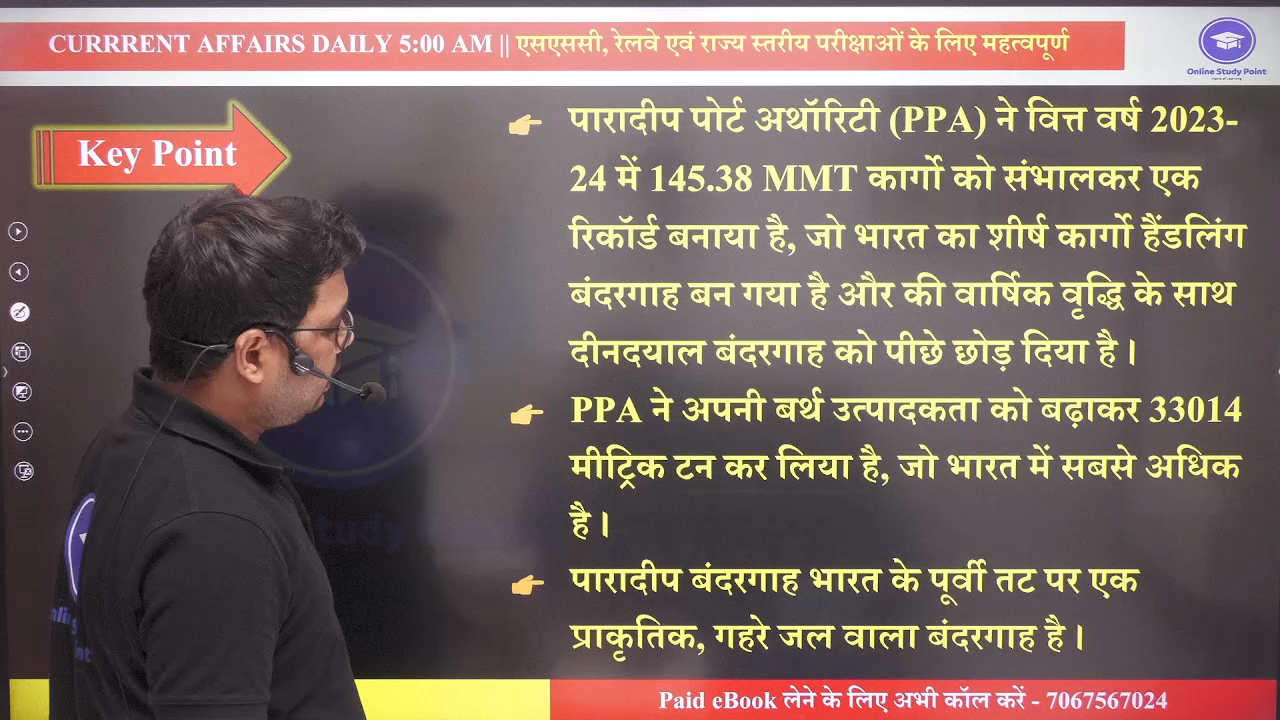 CURRRENT AFFAIRS DAILY 5:00 AM || एसएससी, रेलवे एवं राज्य स्तरीय परीक्षाओं के लिए महत्वपूर्ण
Online Study Point
Key Point
पारादीप पोर्ट अथॉरिटी (PPA) ने वित्त वर्ष 2023-
24 में 145.38 MMT कार्गो को संभालकर एक
रिकॉर्ड बनाया है, जो भारत का शीर्ष कार्गो हैंडलिंग
बंदरगाह बन गया है और की वार्षिक वृद्धि के साथ
दीनदयाल बंदरगाह को पीछे छोड़ दिया है।
PPA ने अपनी बर्थ उत्पादकता को बढ़ाकर 33014
मीट्रिक टन कर लिया है, जो भारत में सबसे अधिक
है।
पारादीप बंदरगाह भारत के पूर्वी तट पर एक
प्राकृतिक, गहरे जल वाला बंदरगाह है।
Paid eBook लेने के लिए अभी कॉल करें - 7067567024